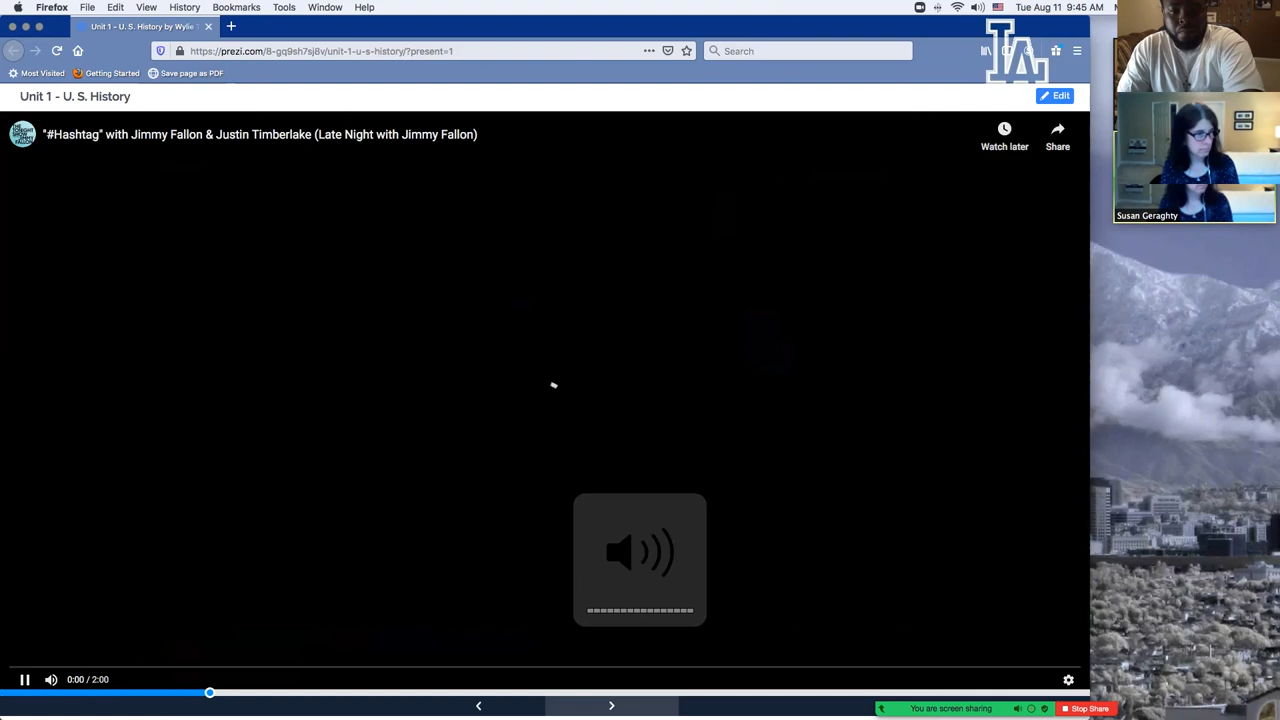 Firefox File Edit View History Bookmarks Tools Window Help
Tue Aug 11 9:45 AM
Unit 1 - U. S. History by Wylie
https://prezi.com/8-gq9sh7sj8v/unit-1-u-s-history/?present=1
Search
LA
Most Visited Getting Started Save page as PDF
Unit 1 - U. S. History
Edit
"#Hashtag" with Jimmy Fallon & Justin Timberlake (Late Night with Jimmy Fallon)
Watch later
Share
Susan Geraghty
0:00 / 2:00
You are screen sharing
Stop Share